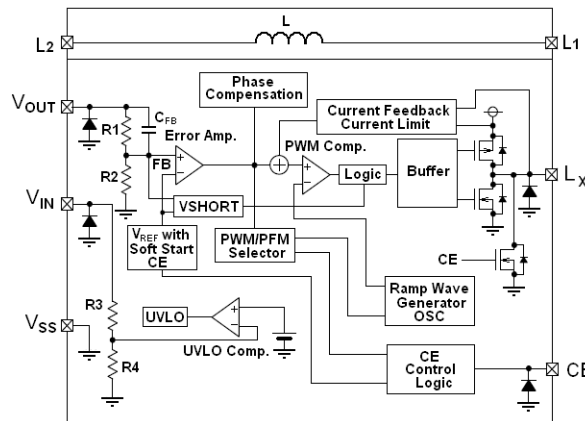 L
L2
L1
Phase
Compensation
VOUT
CFB
R1
Error Amp.
Current Feedback
Current Limit
PWM Comp.
FB
R2
Logic
Buffer
LX
VIN
VSHORT
VREF with
Soft Start
CE
PWM/PFM
Selector
CE
R3
UVLO
Ramp Wave
Generator
OSC
VSS
UVLO Comp.
R4
CE
Control
Logic
CE